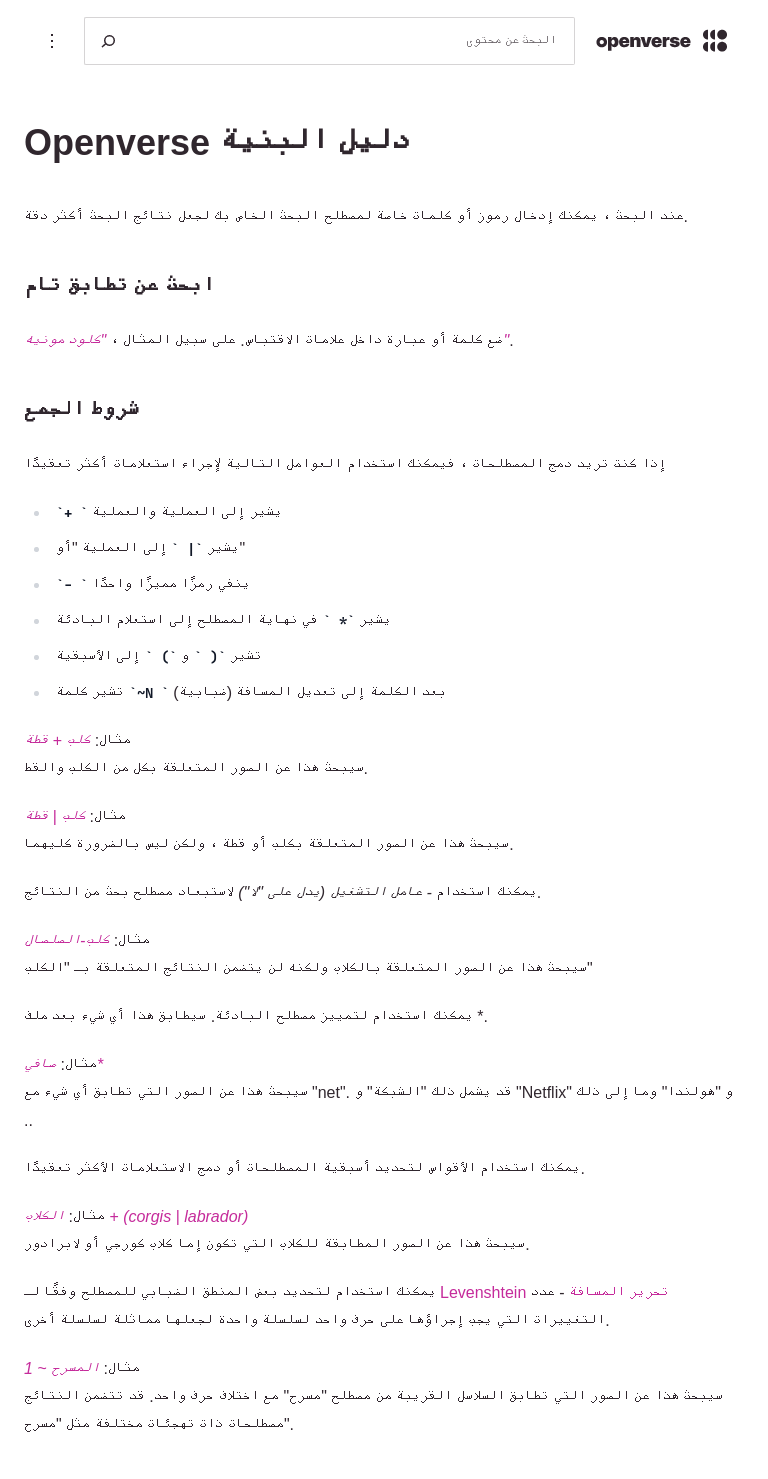 openverse
البحث عن محتوى
دليل البنية Openverse
عند البحث ، يمكنك إدخال رموز أو كلمات خاصة لمصطلح البحث الخاص بك لجعل نتائج البحث أكثر دقة.
ابحث عن تطابق تام
ضع كلمة أو عبارة داخل علامات الاقتباس. على سبيل المثال ، "كلود مونيه".
شروط الجمع
إذا كنت تريد دمج المصطلحات ، فيمكنك استخدام العوامل التالية لإجراء استعلامات أكثر تعقيدًا
يشير إلى العملية والعملية ` +`
يشير `| ` إلى العملية "أو"
ينفي رمزًا مميزًا واحدًا ` -`
يشير `* ` في نهاية المصطلح إلى استعلام البادئة
تشير `( ` و `) ` إلى الأسبقية
بعد الكلمة إلى تعديل المسافة (ضبابية) ` ~N` تشير كلمة
مثال: كلب + قطة
سيبحث هذا عن الصور المتعلقة بكل من الكلب والقط.
مثال: كلب | قطة
سيبحث هذا عن الصور المتعلقة بكلب أو قطة ، ولكن ليس بالضرورة كليهما.
يمكنك استخدام - عامل التشغيل (يدل على "لا") لاستبعاد مصطلح بحث من النتائج.
مثال: كلب-الصلصال
سيبحث هذا عن الصور المتعلقة بالكلاب ولكنه لن يتضمن النتائج المتعلقة بـ "الكلب"
* يمكنك استخدام لتمييز مصطلح البادئة. سيطابق هذا أي شيء بعد ملف.
مثال: صافي*
سيبحث هذا عن الصور التي تطابق أي شيء مع "net". قد يشمل ذلك "الشبكة" و "Netflix" و "هولندا" وما إلى ذلك
..
يمكنك استخدام الأقواس لتحديد أسبقية المصطلحات أو دمج الاستعلامات الأكثر تعقيدًا.
مثال: الكلاب + (corgis | labrador)
سيبحث هذا عن الصور المطابقة للكلاب التي تكون إما كلاب كورجي أو لابرادور.
يمكنك استخدام لتحديد بعض المنطق الضبابي للمصطلح وفقًا لـ Levenshtein تحرير المسافة - عدد
التغييرات التي يجب إجراؤها على حرف واحد لسلسلة واحدة لجعلها مماثلة لسلسلة أخرى.
مثال: المسرح ~ 1
سيبحث هذا عن الصور التي تطابق السلاسل القريبة من مصطلح "مسرح" مع اختلاف حرف واحد. قد تتضمن النتائج
مصطلحات ذات تهجئات مختلفة مثل "مسرح".